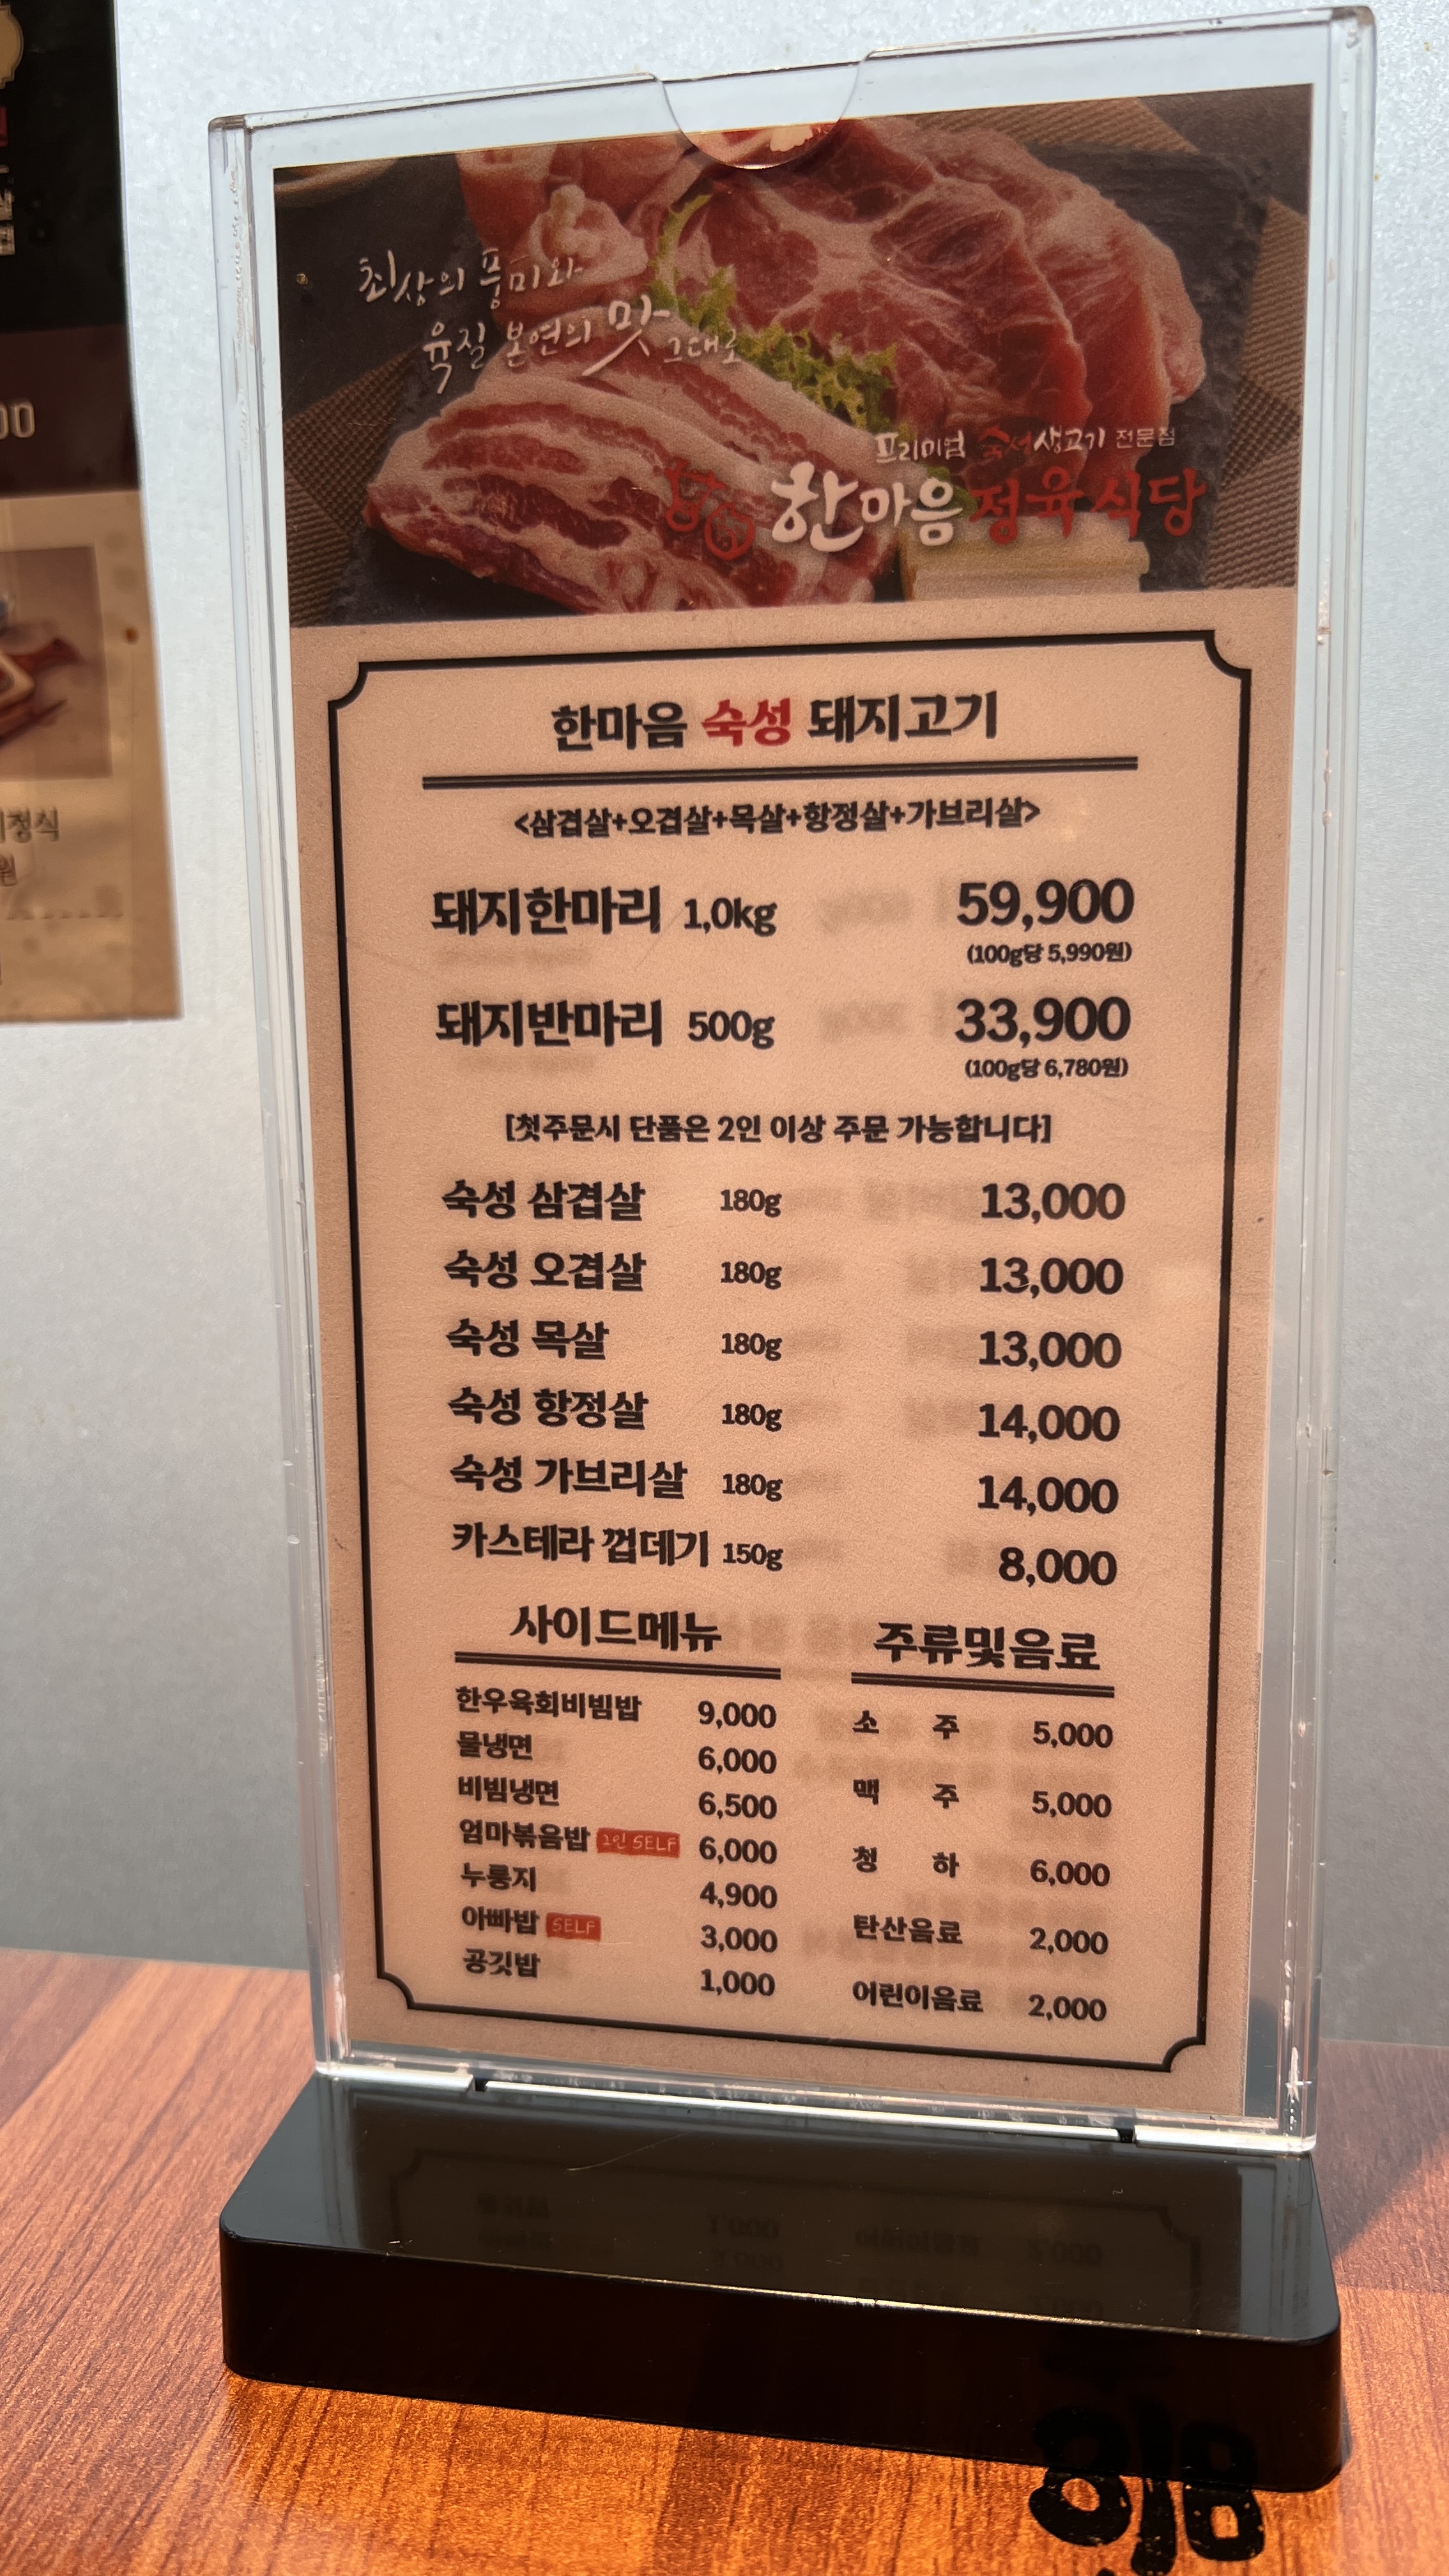 최상의 풍미와
육질 본연의 맛 그대로
프리미엄 숙성생고기 전문점
한마음 정육식당
한마음 숙성 돼지고기
<삼겹살+오겹살+목살+항정살+가브리살>
돼지한마리 1,0kg 59,900
(100g당 5,990원)
돼지반마리 500g 33,900
(100g당 6,780원)
[첫주문시 단품은 2인 이상 주문 가능합니다]
숙성 삼겹살 180g 13,000
숙성 오겹살 180g 13,000
숙성 목살 180g 13,000
숙성 항정살 180g 14,000
숙성 가브리살 180g 14,000
카스테라 껍데기 150g 8,000
사이드메뉴
한우육회비빔밥 9,000
물냉면 6,000
비빔냉면 6,500
엄마볶음밥 2인 SELF 6,000
누룽지 4,900
아빠밥 SELF 3,000
공깃밥 1,000
주류및음료
소 주 5,000
맥 주 5,000
청 하 6,000
탄산음료 2,000
어린이음료 2,000